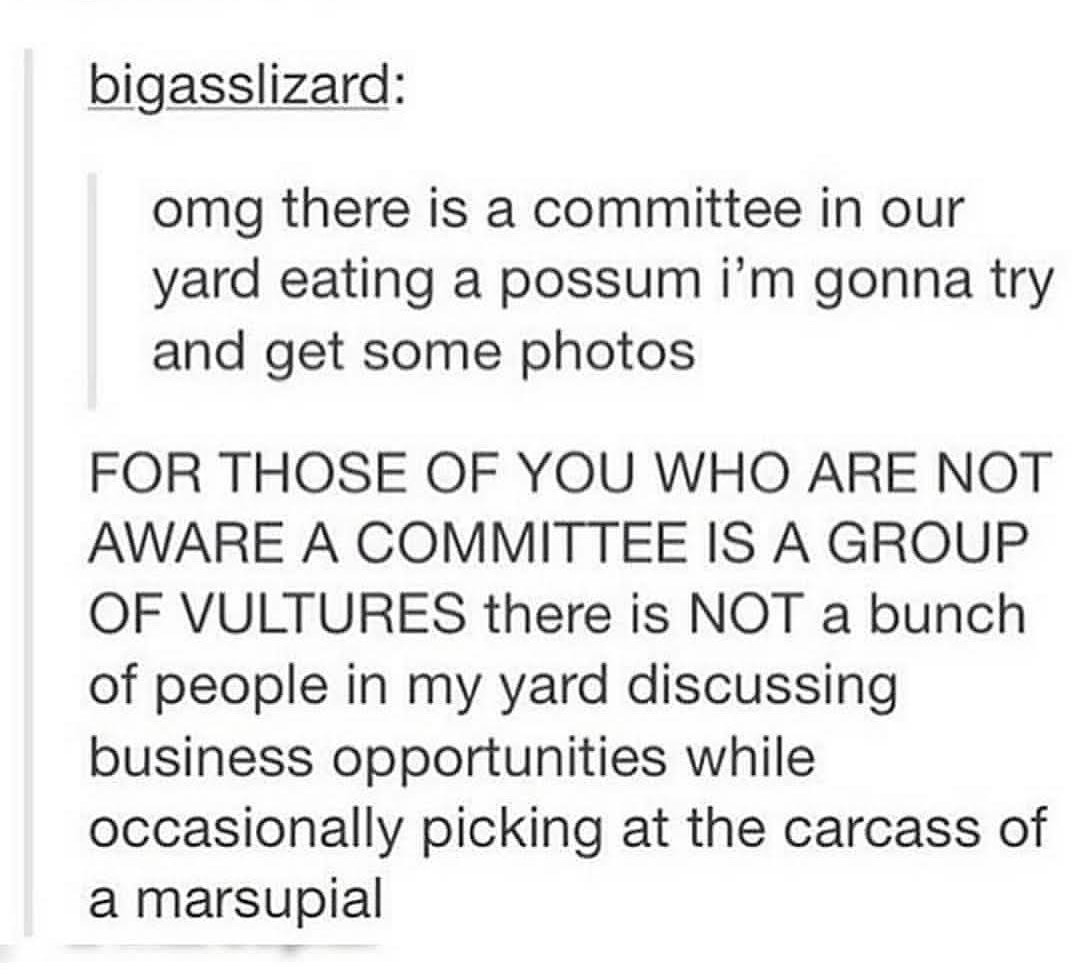 bigasslizard:
omg there is a committee in our
yard eating a possum i'm gonna try
and get some photos
FOR THOSE OF YOU WHO ARE NOT
AWARE A COMMITTEE IS A GROUP
OF VULTURES there is NOT a bunch
of people in my yard discussing
business opportunities while
occasionally picking at the carcass of
a marsupial